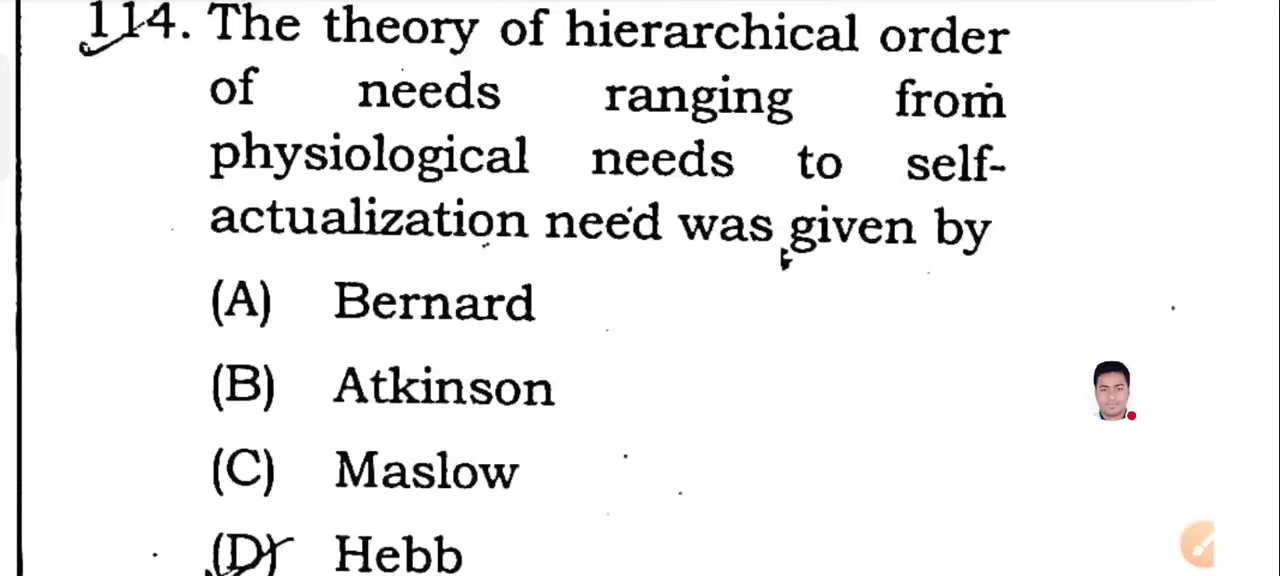 114. The theory of hierarchical order
of needs ranging from
physiological needs to self-
actualization need was given by
(A) Bernard
(B) Atkinson
(C) Maslow
(D) Hebb